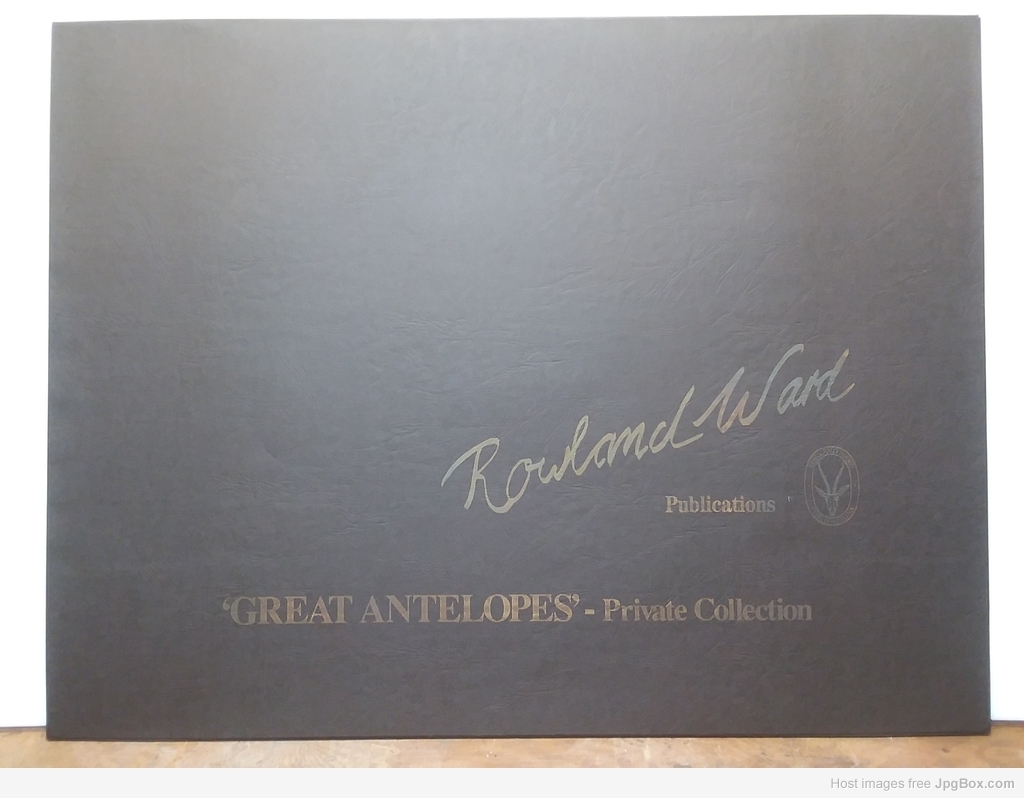 Rowland Ward
Publications
'GREAT ANTELOPES' - Private Collection
Host images free JpgBox.com